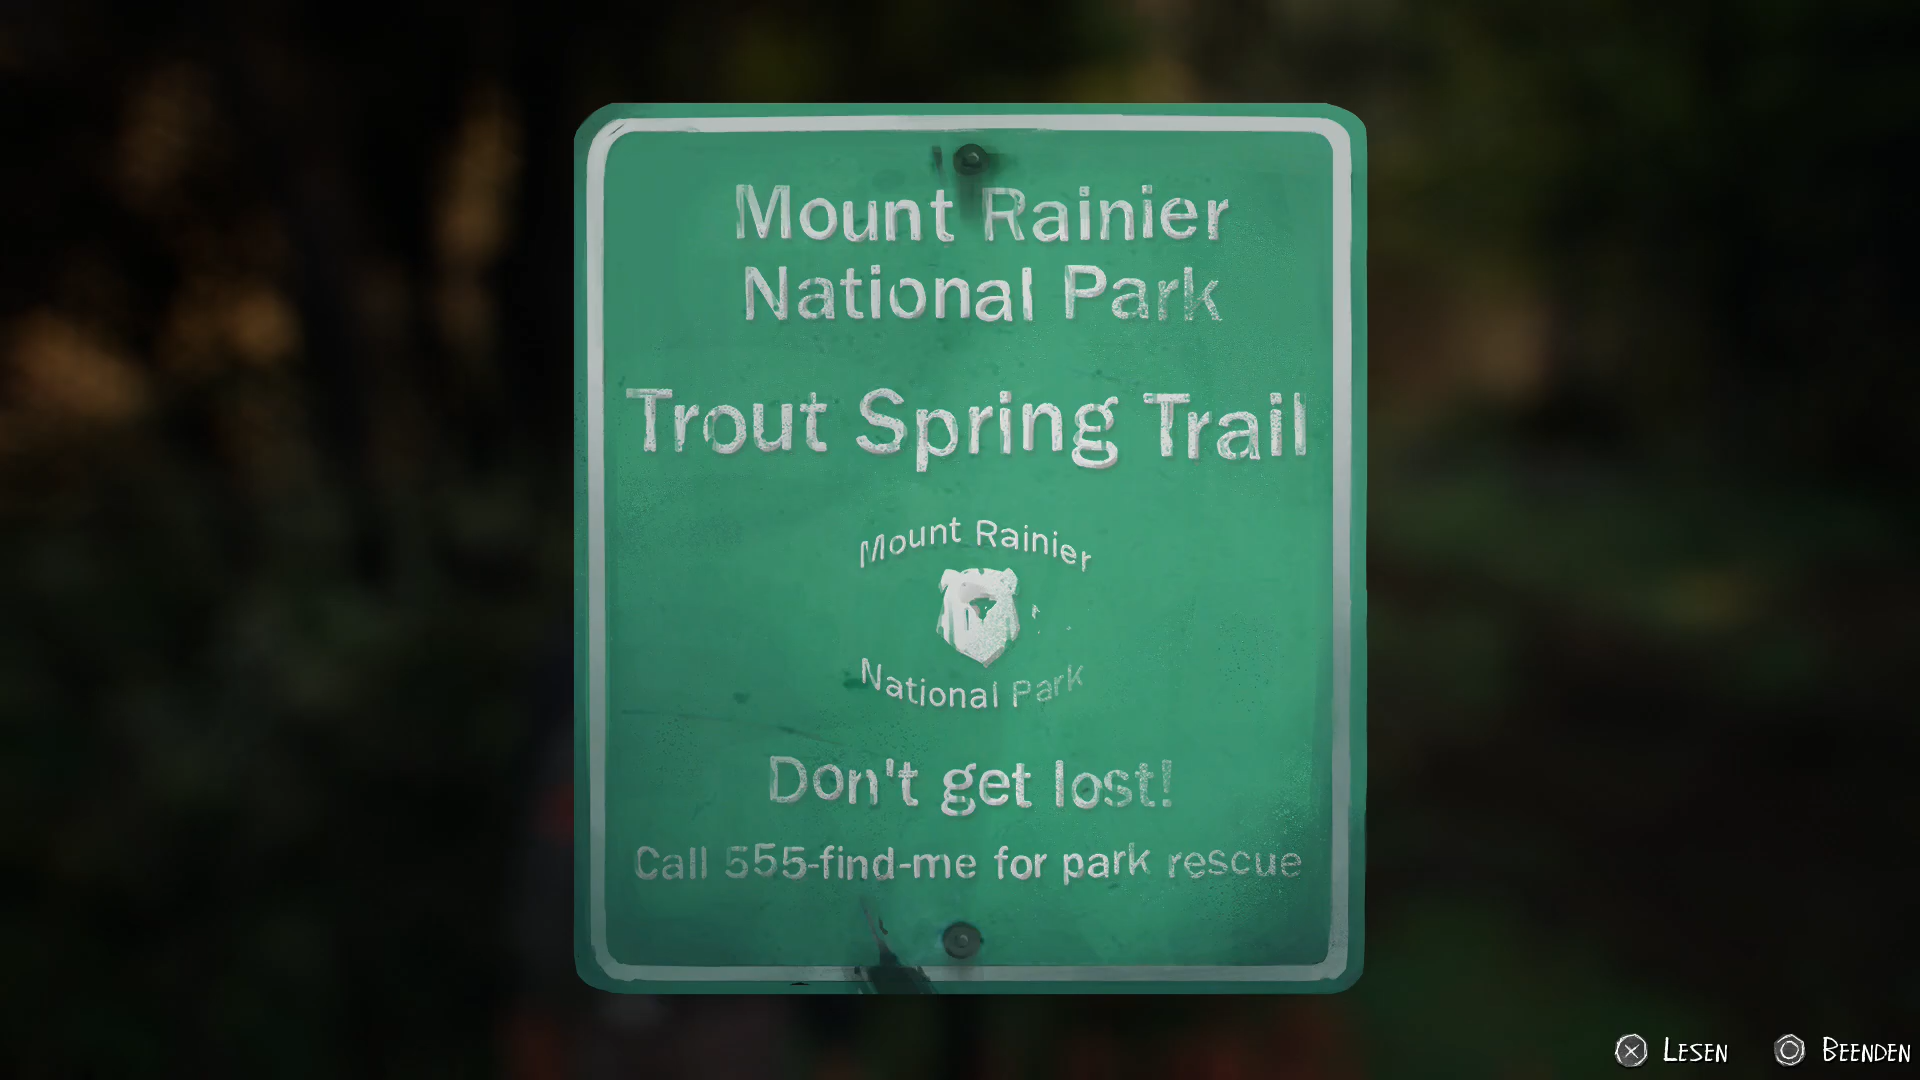 Mount Rainier
National Park
Trout Spring Trail
Mount Rainier
National Park
Don't get lost!
Call 555-find-me for park rescue
LESEN BEENDEN